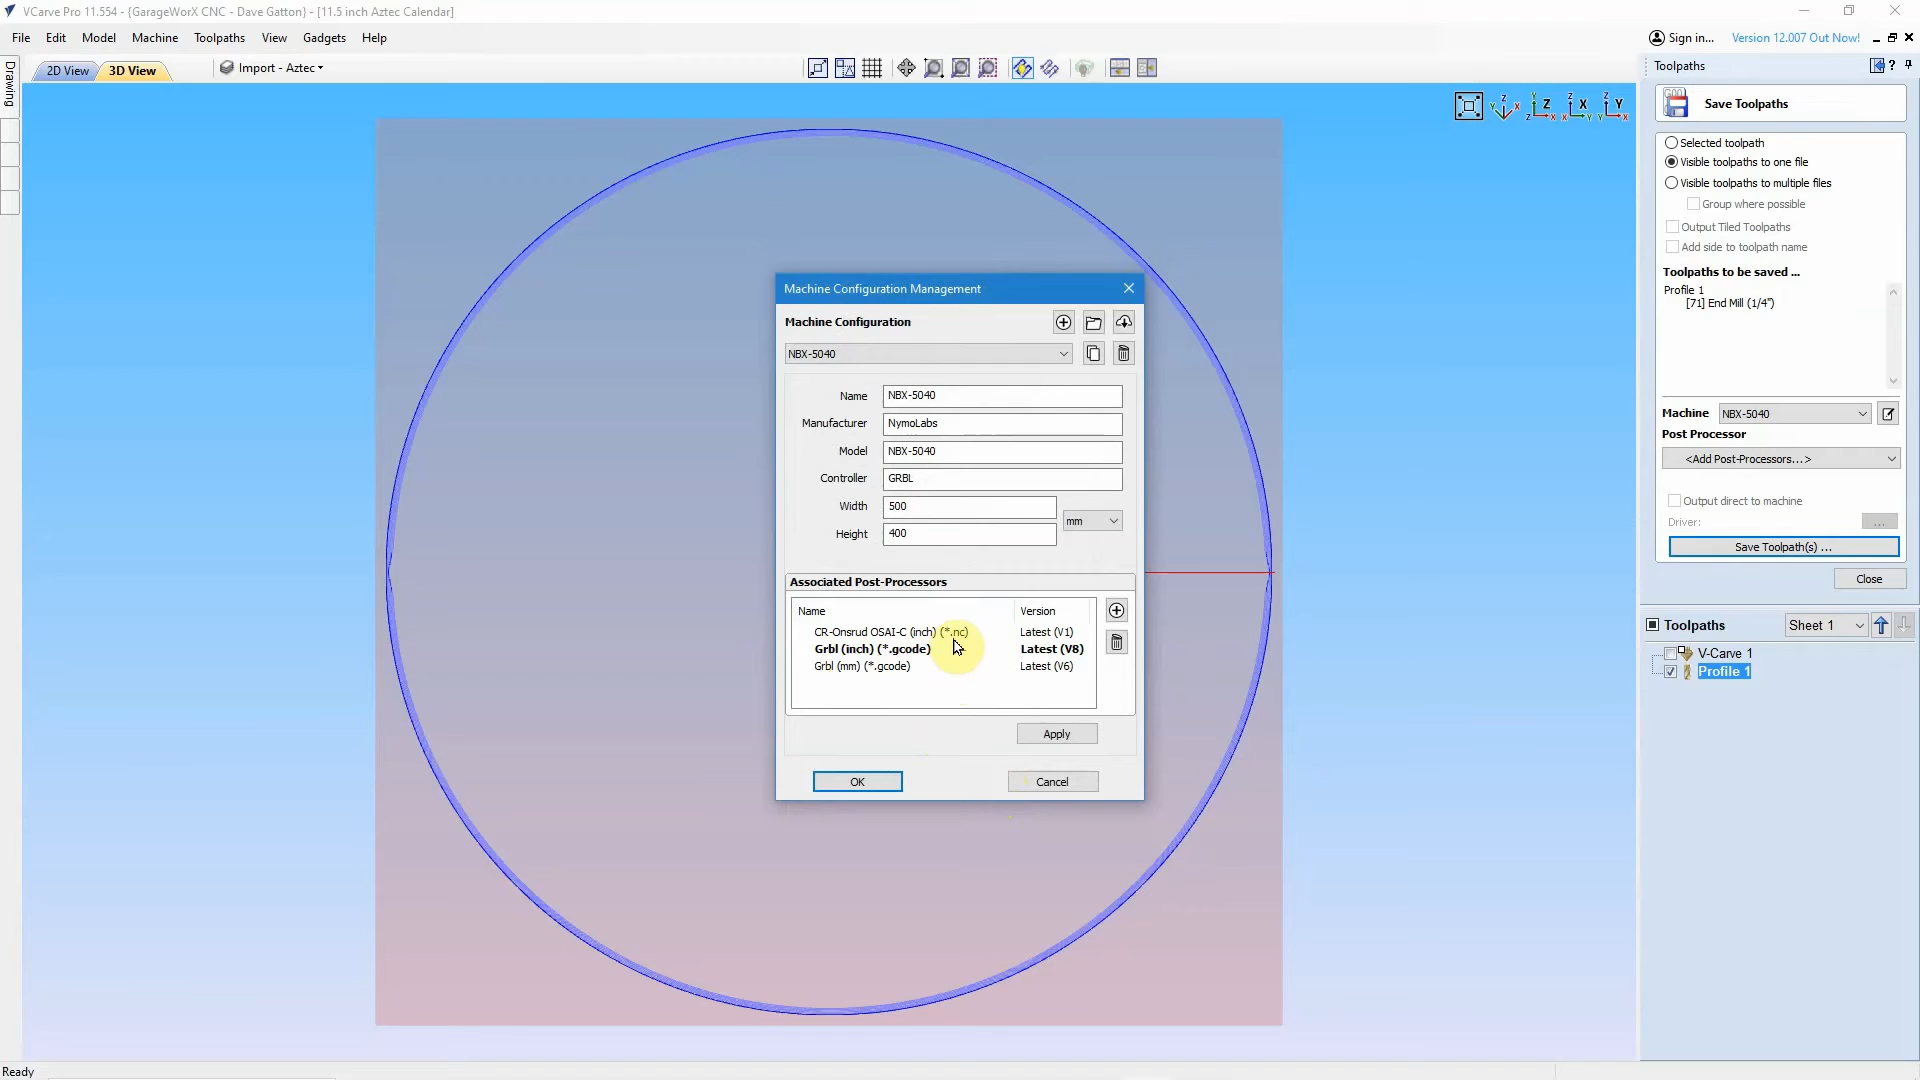 VCarve Pro 11.554 - {GarageWorX CNC - Dave Gatton} - [11.5 inch Aztec Calendar]
File Edit Model Machine Toolpaths View Gadgets Help
Sign in... Version 12.007 Out Now!
Drawing
2D View 3D View Import - Aztec
Toolpaths
Save Toolpaths
Selected toolpath
Visible toolpaths to one file
Visible toolpaths to multiple files
Group where possible
Output Tiled Toolpaths
Add side to toolpath name
Toolpaths to be saved ...
Profile 1
[71] End Mill (1/4")
Machine NBX-5040
Post Processor
<Add Post-Processors...>
Output direct to machine
Driver: ...
Save Toolpath(s) ...
Close
Toolpaths Sheet 1
V-Carve 1
Profile 1
Machine Configuration Management
Machine Configuration
NBX-5040
Name NBX-5040
Manufacturer NymoLabs
Model NBX-5040
Controller GRBL
Width 500
mm
Height 400
Associated Post-Processors
Name Version
CR-Onsrud OSAI-C (inch) (*.nc) Latest (V1)
Grbl (inch) (*.gcode) Latest (V8)
Grbl (mm) (*.gcode) Latest (V6)
Apply
OK Cancel
Ready